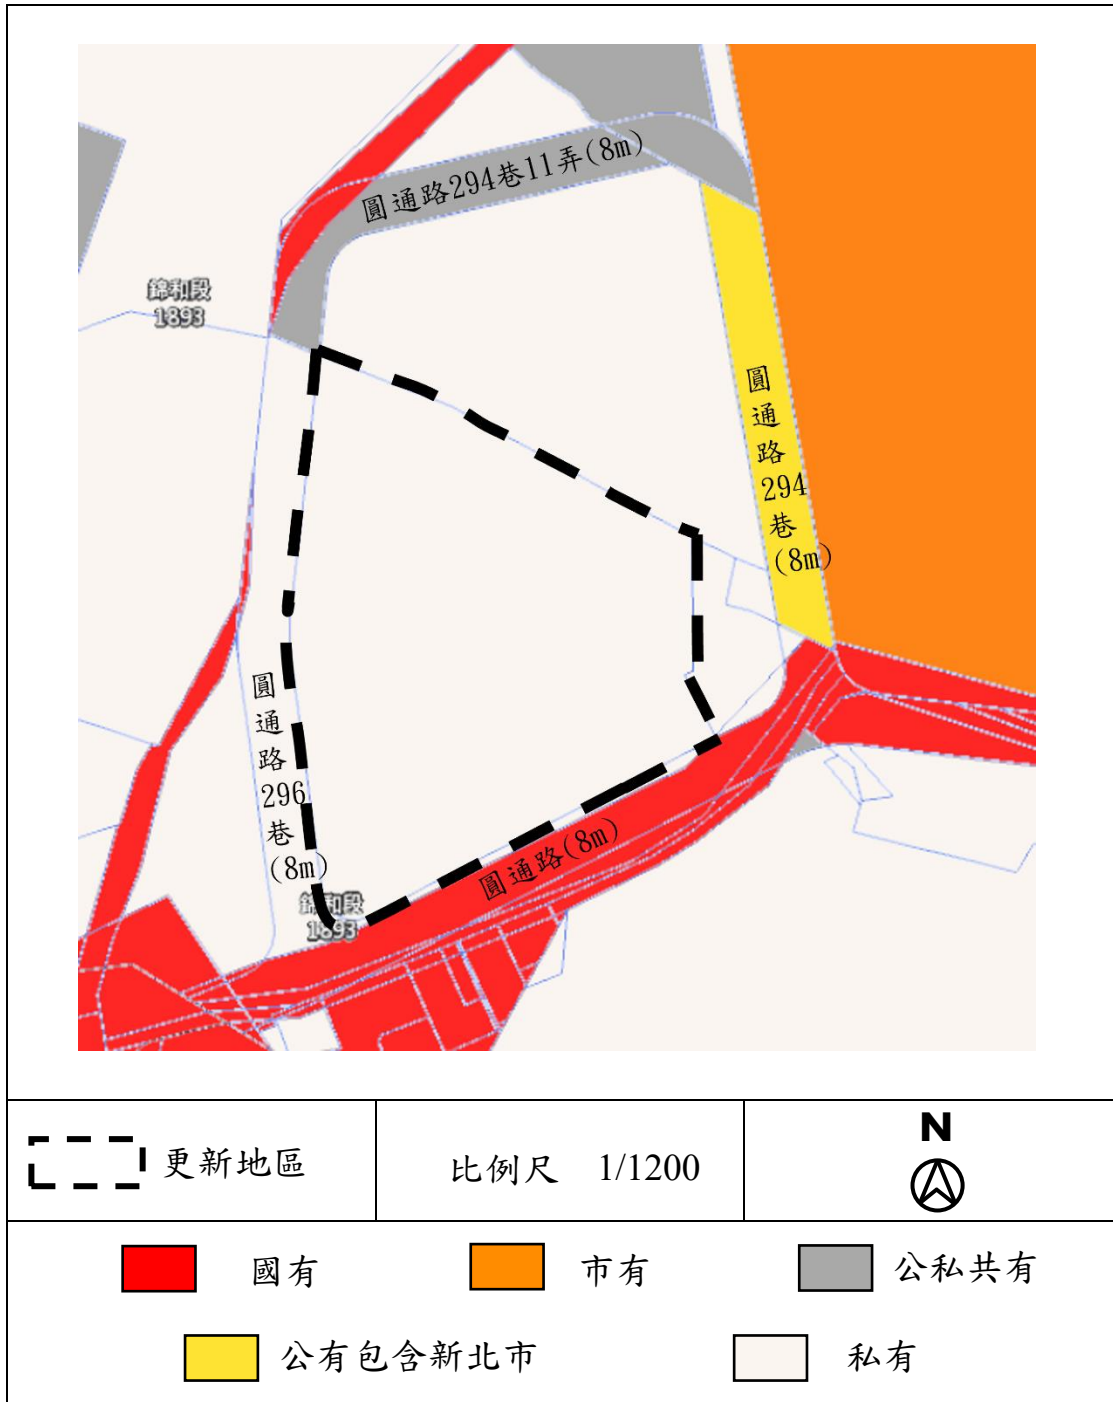 圓通路294巷11弄(8m)
錦和段
1893
圓通路294巷(8m)
圓通路296巷(8m)
圓通路(8m)
錦和段
1893
更新地區
比例尺 1/1200
N
國有
市有
公私共有
公有包含新北市
私有